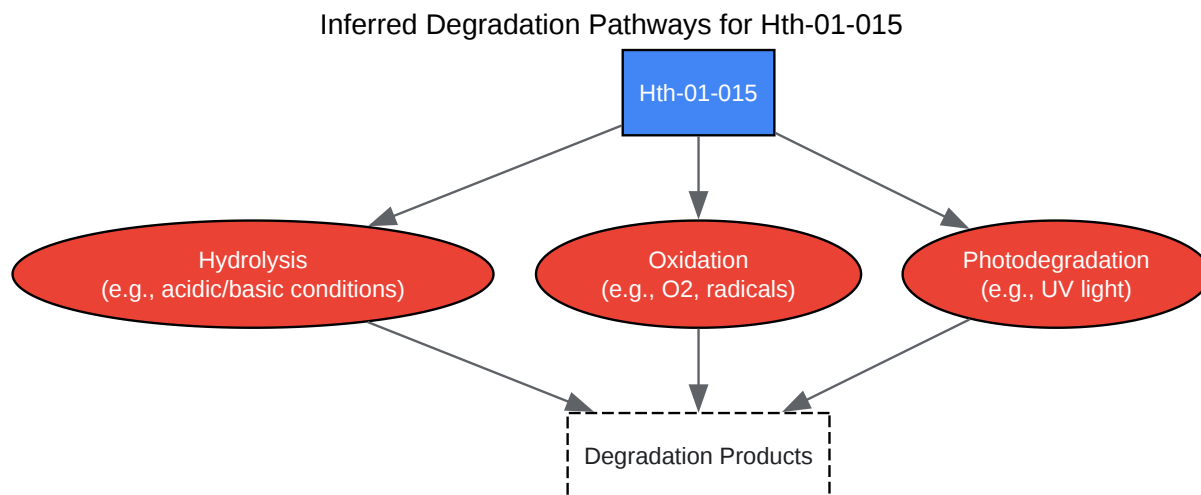 Inferred Degradation Pathways for Hth-01-015
Hth-01-015
Hydrolysis
(e.g., acidic/basic conditions)
Oxidation
(e.g., O2, radicals)
Photodegradation
(e.g., UV light)
Degradation Products